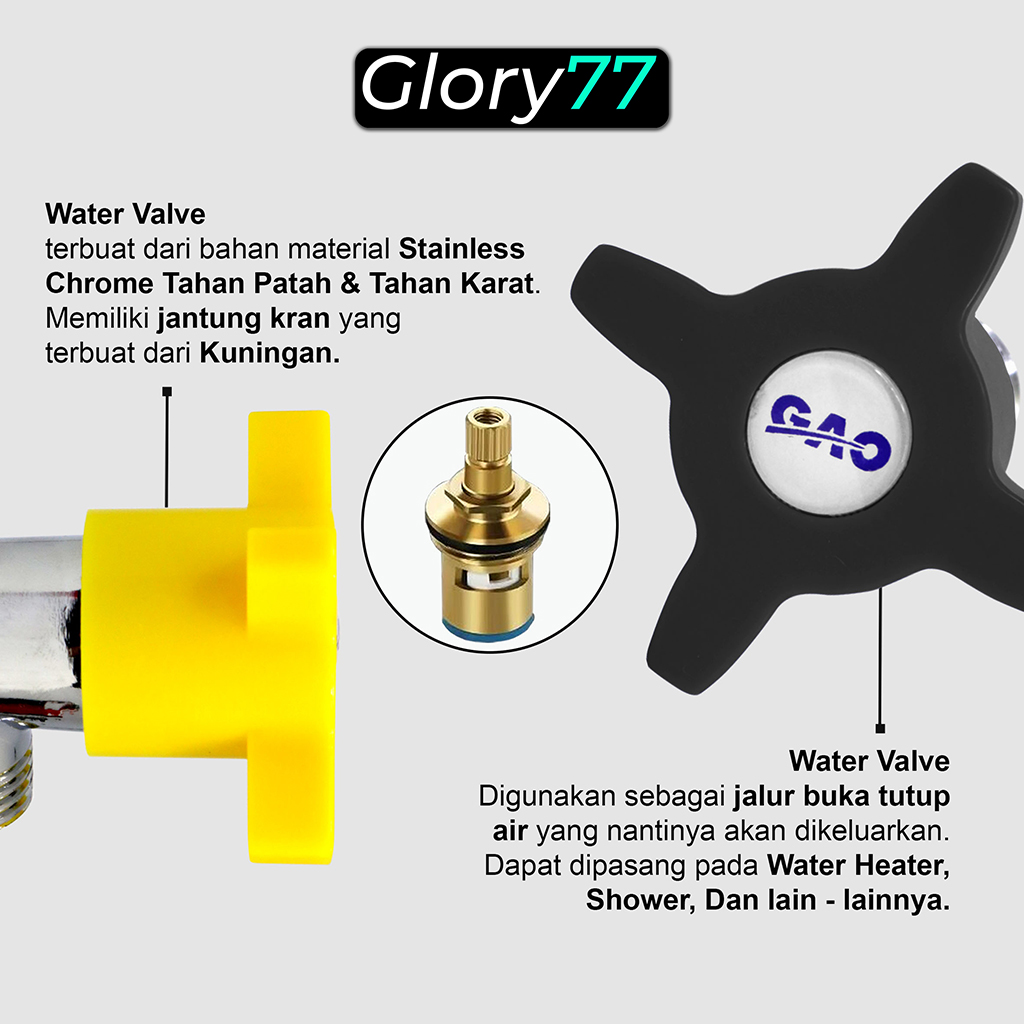 Glory77
Water Valve
terbuat dari bahan material Stainless
Chrome Tahan Patah & Tahan Karat.
Memiliki jantung kran yang
terbuat dari Kuningan.
GAO
Water Valve
Digunakan sebagai jalur buka tutup
air yang nantinya akan dikeluarkan.
Dapat dipasang pada Water Heater,
Shower, Dan lain - lainnya.